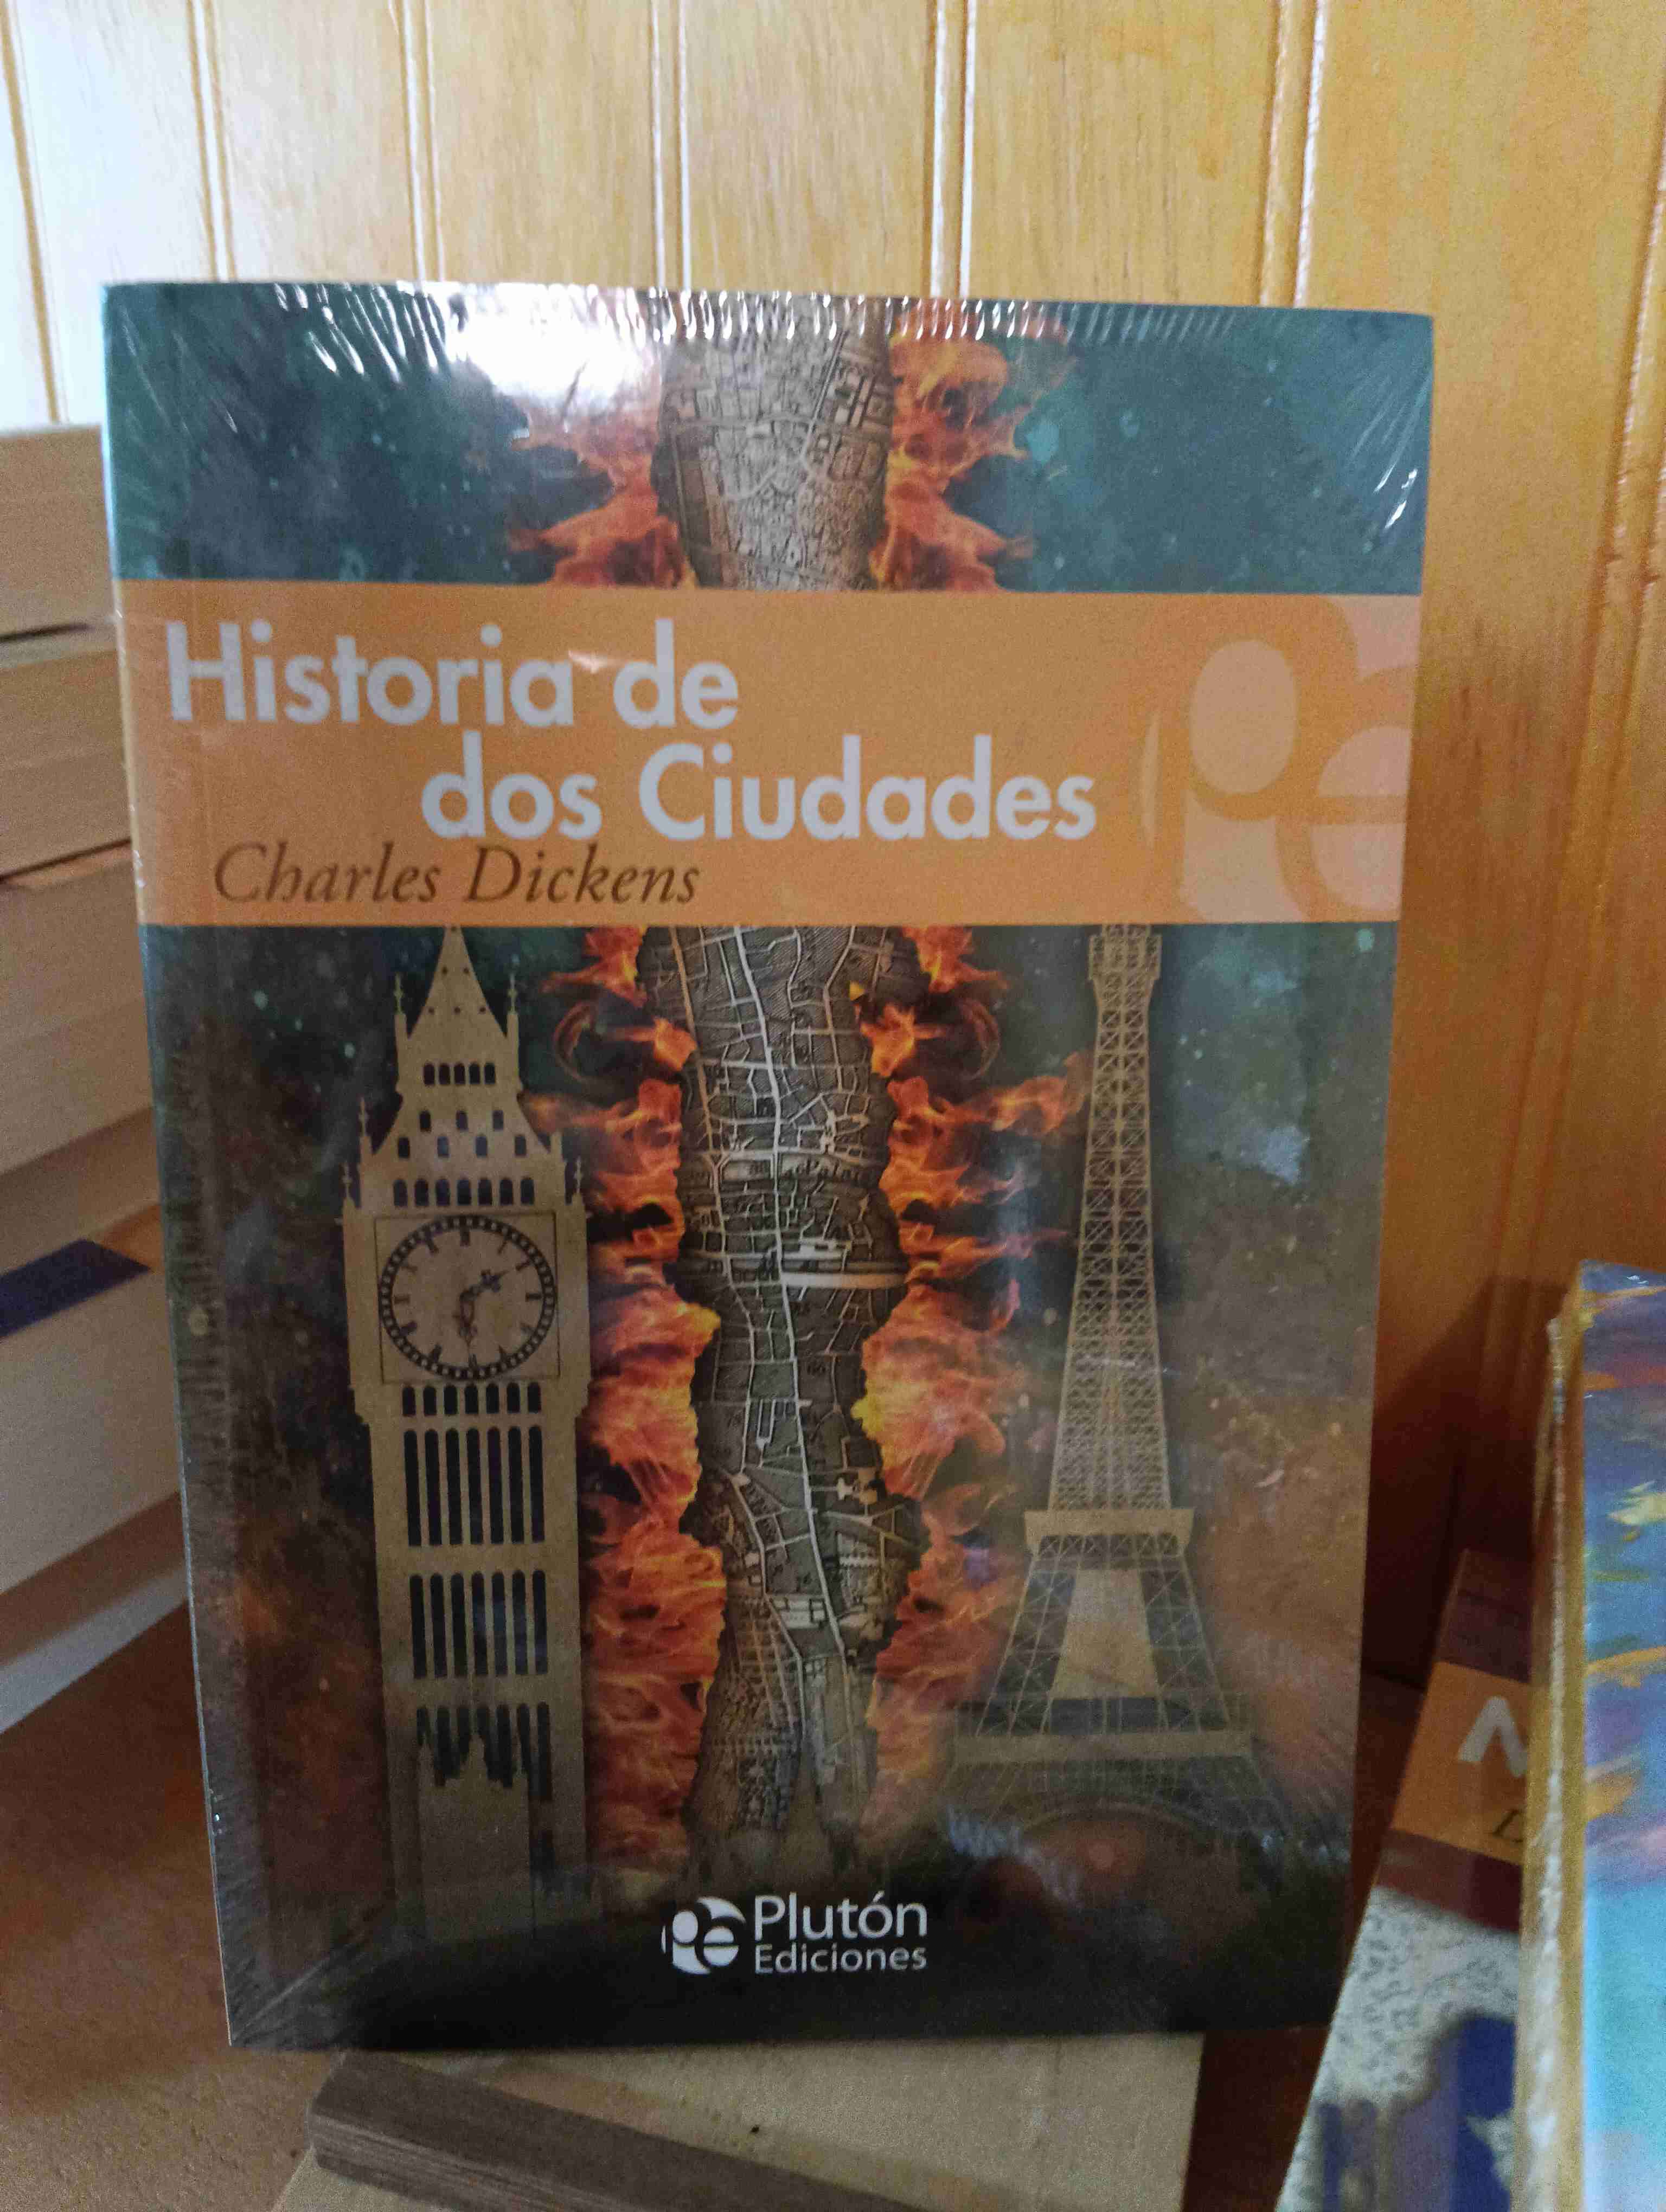 Historia de
dos Ciudades
Charles Dickens
Plutón
Ediciones